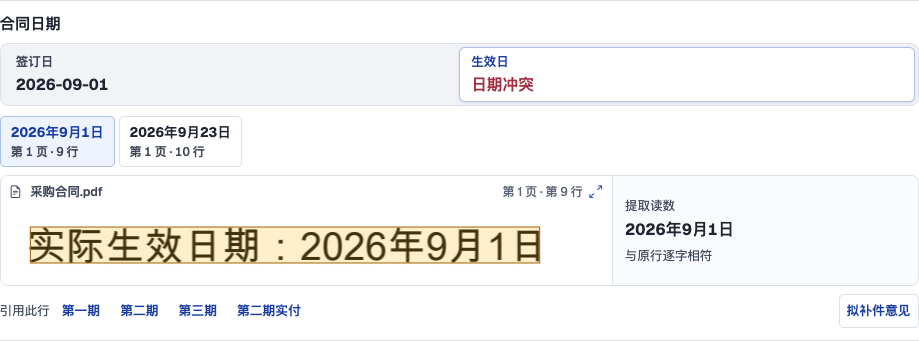 合同日期
签订日
2026-09-01
生效日
日期冲突
2026年9月1日
第 1 页 · 9 行
2026年9月23日
第 1 页 · 10 行
采购合同.pdf
第 1 页 · 第 9 行
实际生效日期：2026年9月1日
提取读数
2026年9月1日
与原行逐字相符
引用此行 第一期 第二期 第三期 第二期实付
拟补件意见